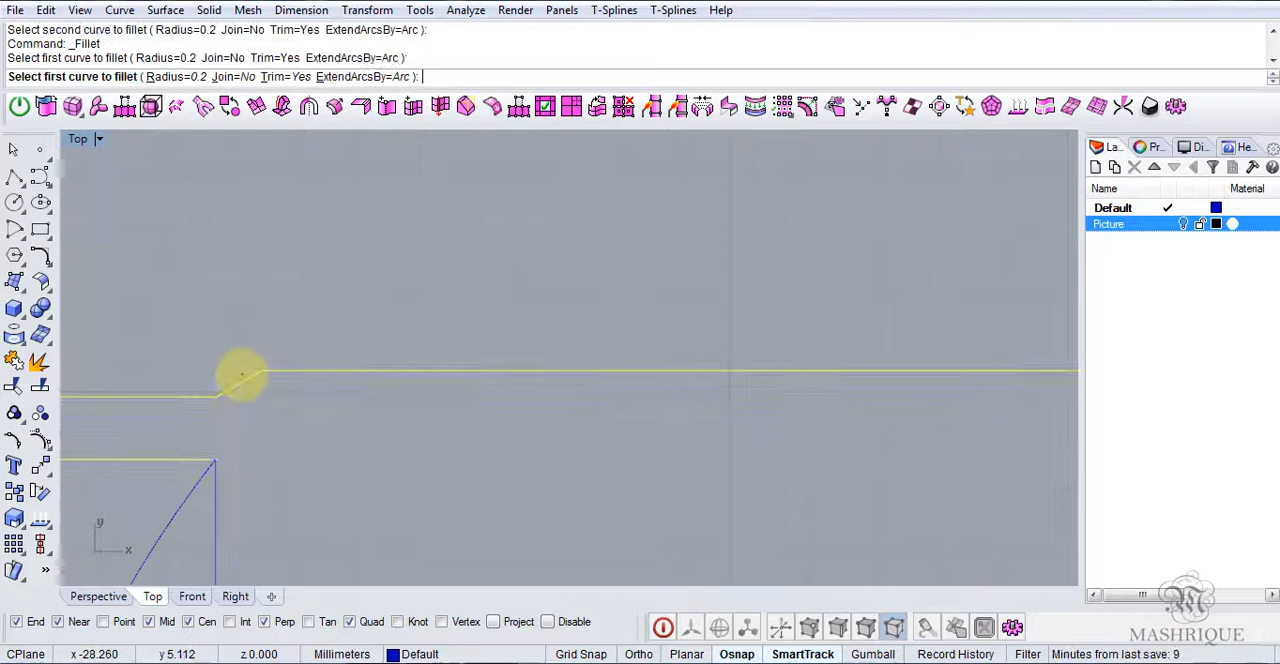 File Edit View Curve Surface Solid Mesh Dimension Transform Tools Analyze Render Panels T-Splines T-Splines Help
Select second curve to fillet ( Radius=0.2 Join=No Trim=Yes ExtendArcsBy=Arc ):
Command: _Fillet
Select first curve to fillet ( Radius=0.2 Join=No Trim=Yes ExtendArcsBy=Arc ):
Select first curve to fillet ( Radius=0.2 Join=No Trim=Yes ExtendArcsBy=Arc ):
Top
La... Pr... Di... He...
Name Material
Default
Picture
y
x
Perspective Top Front Right
End Near Point Mid Cen Int Perp Tan Quad Knot Vertex Project Disable
M
MASHRIQUE
CPlane x -28.260 y 5.112 z 0.000 Millimeters Default Grid Snap Ortho Planar Osnap SmartTrack Gumball Record History Filter Minutes from last save: 9